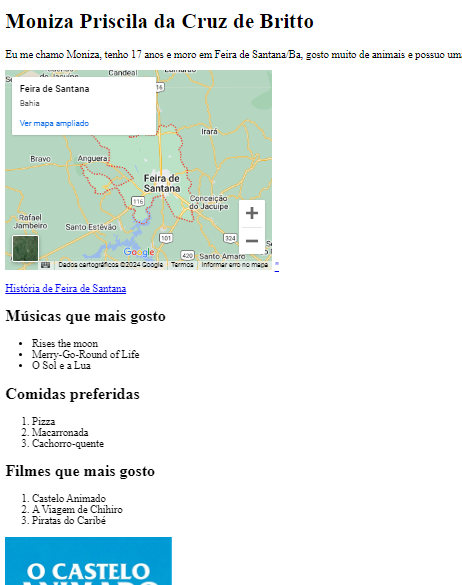 Moniza Priscila da Cruz de Britto
Eu me chamo Moniza, tenho 17 anos e moro em Feira de Santana/Ba, gosto muito de animais e possuo um
Candeal
Feira de Santana
Bahia
Ver mapa ampliado
116
Irará
Bravo
Anguera
Feira de
Santana
116
Conceição
do Jacuípe
Rafael
Jambeiro
Santo Estêvão
101
324
Santo Amaro
420
Google
Dados cartográficos ©2024 Google
Termos
Informar erro no mapa
História de Feira de Santana
Músicas que mais gosto
• Rises the moon
• Merry-Go-Round of Life
• O Sol e a Lua
Comidas preferidas
1. Pizza
2. Macarronada
3. Cachorro-quente
Filmes que mais gosto
1. Castelo Animado
2. A Viagem de Chihiro
3. Piratas do Caribé
O CASTELO
ANIMADO